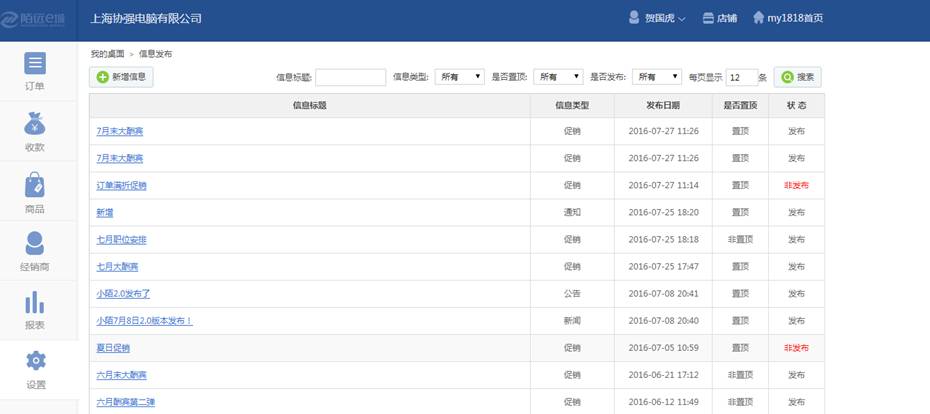 陌远e城 上海协强电脑有限公司 贺国虎 店铺 my1818首页
我的桌面 > 信息发布
新增信息 信息标题: 信息类型: 所有 是否置顶: 所有 是否发布: 所有 每页显示 12 条 搜索
信息标题 信息类型 发布日期 是否置顶 状 态
7月末大酬宾 促销 2016-07-27 11:26 置顶 发布
7月末大酬宾 促销 2016-07-27 11:26 置顶 发布
订单满折促销 促销 2016-07-27 11:14 置顶 非发布
新增 通知 2016-07-25 18:20 置顶 发布
七月职位安排 促销 2016-07-25 18:18 非置顶 发布
七月大酬宾 促销 2016-07-25 17:47 置顶 发布
小陌2.0发布了 公告 2016-07-08 20:41 置顶 发布
小陌7月8日2.0版本发布！ 新闻 2016-07-08 20:40 置顶 发布
夏日促销 促销 2016-07-05 10:59 置顶 非发布
六月末大酬宾 促销 2016-06-21 17:12 非置顶 发布
六月酬宾第二弹 促销 2016-06-12 11:49 非置顶 发布
订单
收款
商品
经销商
报表
设置